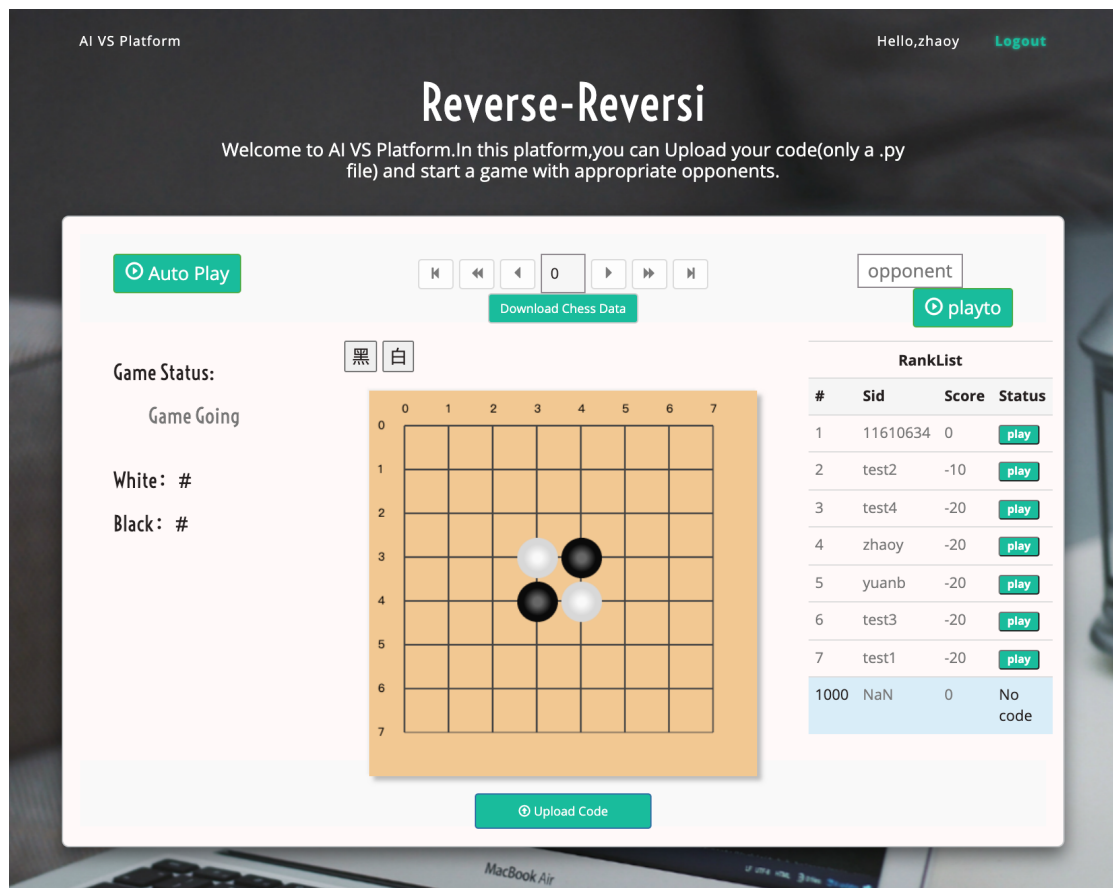 AI VS Platform
Hello,zhaoy
Logout
Reverse-Reversi
Welcome to AI VS Platform.In this platform,you can Upload your code(only a .py
file) and start a game with appropriate opponents.
Auto Play
0
opponent
Download Chess Data
playto
Game Status:
Game Going
White：#
Black：#
黑 白
0 1 2 3 4 5 6 7
0
1
2
3
4
5
6
7
RankList
# Sid Score Status
1 11610634 0 play
2 test2 -10 play
3 test4 -20 play
4 zhaoy -20 play
5 yuanb -20 play
6 test3 -20 play
7 test1 -20 play
1000 NaN 0 No
code
Upload Code
MacBook Air